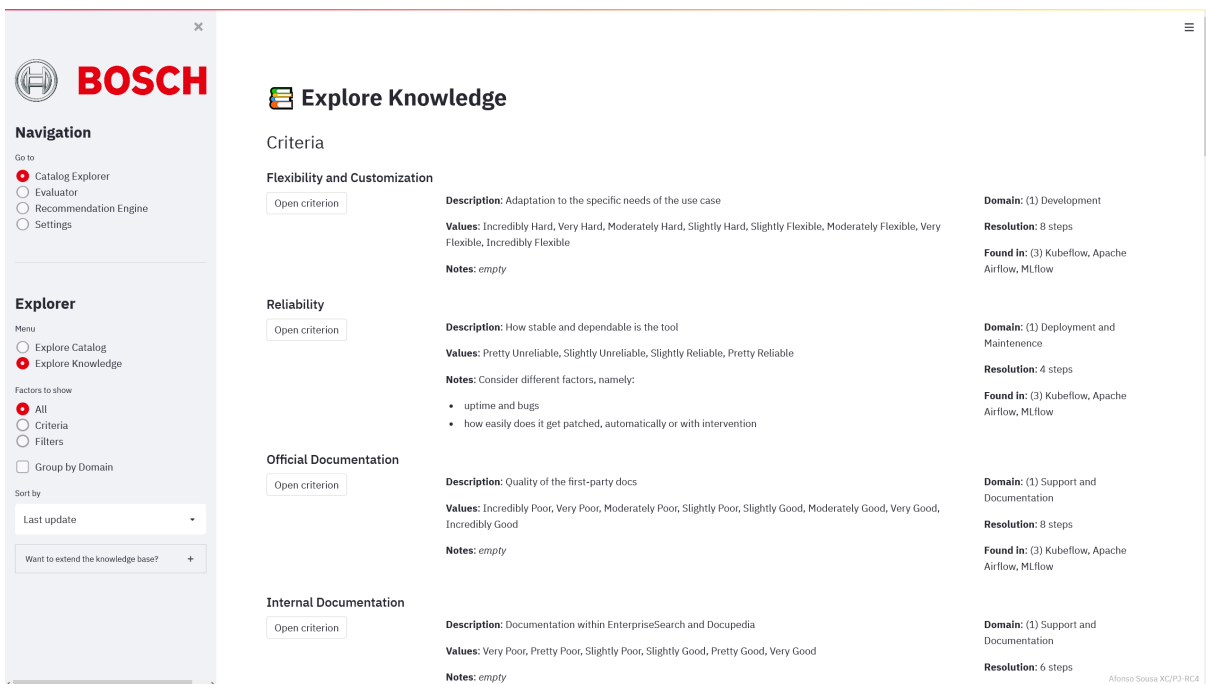 BOSCH
Navigation
Go to
Catalog Explorer
Evaluator
Recommendation Engine
Settings
Explorer
Menu
Explore Catalog
Explore Knowledge
Factors to show
All
Criteria
Filters
Group by Domain
Sort by
Last update
Want to extend the knowledge base? +
Explore Knowledge
Criteria
Flexibility and Customization
Open criterion
Description: Adaptation to the specific needs of the use case
Values: Incredibly Hard, Very Hard, Moderately Hard, Slightly Hard, Slightly Flexible, Moderately Flexible, Very
Flexible, Incredibly Flexible
Notes: empty
Domain: (1) Development
Resolution: 8 steps
Found in: (3) Kubeflow, Apache
Airflow, MLflow
Reliability
Open criterion
Description: How stable and dependable is the tool
Values: Pretty Unreliable, Slightly Unreliable, Slightly Reliable, Pretty Reliable
Notes: Consider different factors, namely:
• uptime and bugs
• how easily does it get patched, automatically or with intervention
Domain: (1) Deployment and
Maintenence
Resolution: 4 steps
Found in: (3) Kubeflow, Apache
Airflow, MLflow
Official Documentation
Open criterion
Description: Quality of the first-party docs
Values: Incredibly Poor, Very Poor, Moderately Poor, Slightly Poor, Slightly Good, Moderately Good, Very Good,
Incredibly Good
Notes: empty
Domain: (1) Support and
Documentation
Resolution: 8 steps
Found in: (3) Kubeflow, Apache
Airflow, MLflow
Internal Documentation
Open criterion
Description: Documentation within EnterpriseSearch and Docupedia
Values: Very Poor, Pretty Poor, Slightly Poor, Slightly Good, Pretty Good, Very Good
Notes: empty
Domain: (1) Support and
Documentation
Resolution: 6 steps
Afonso Sousa XC/PJ-RC4